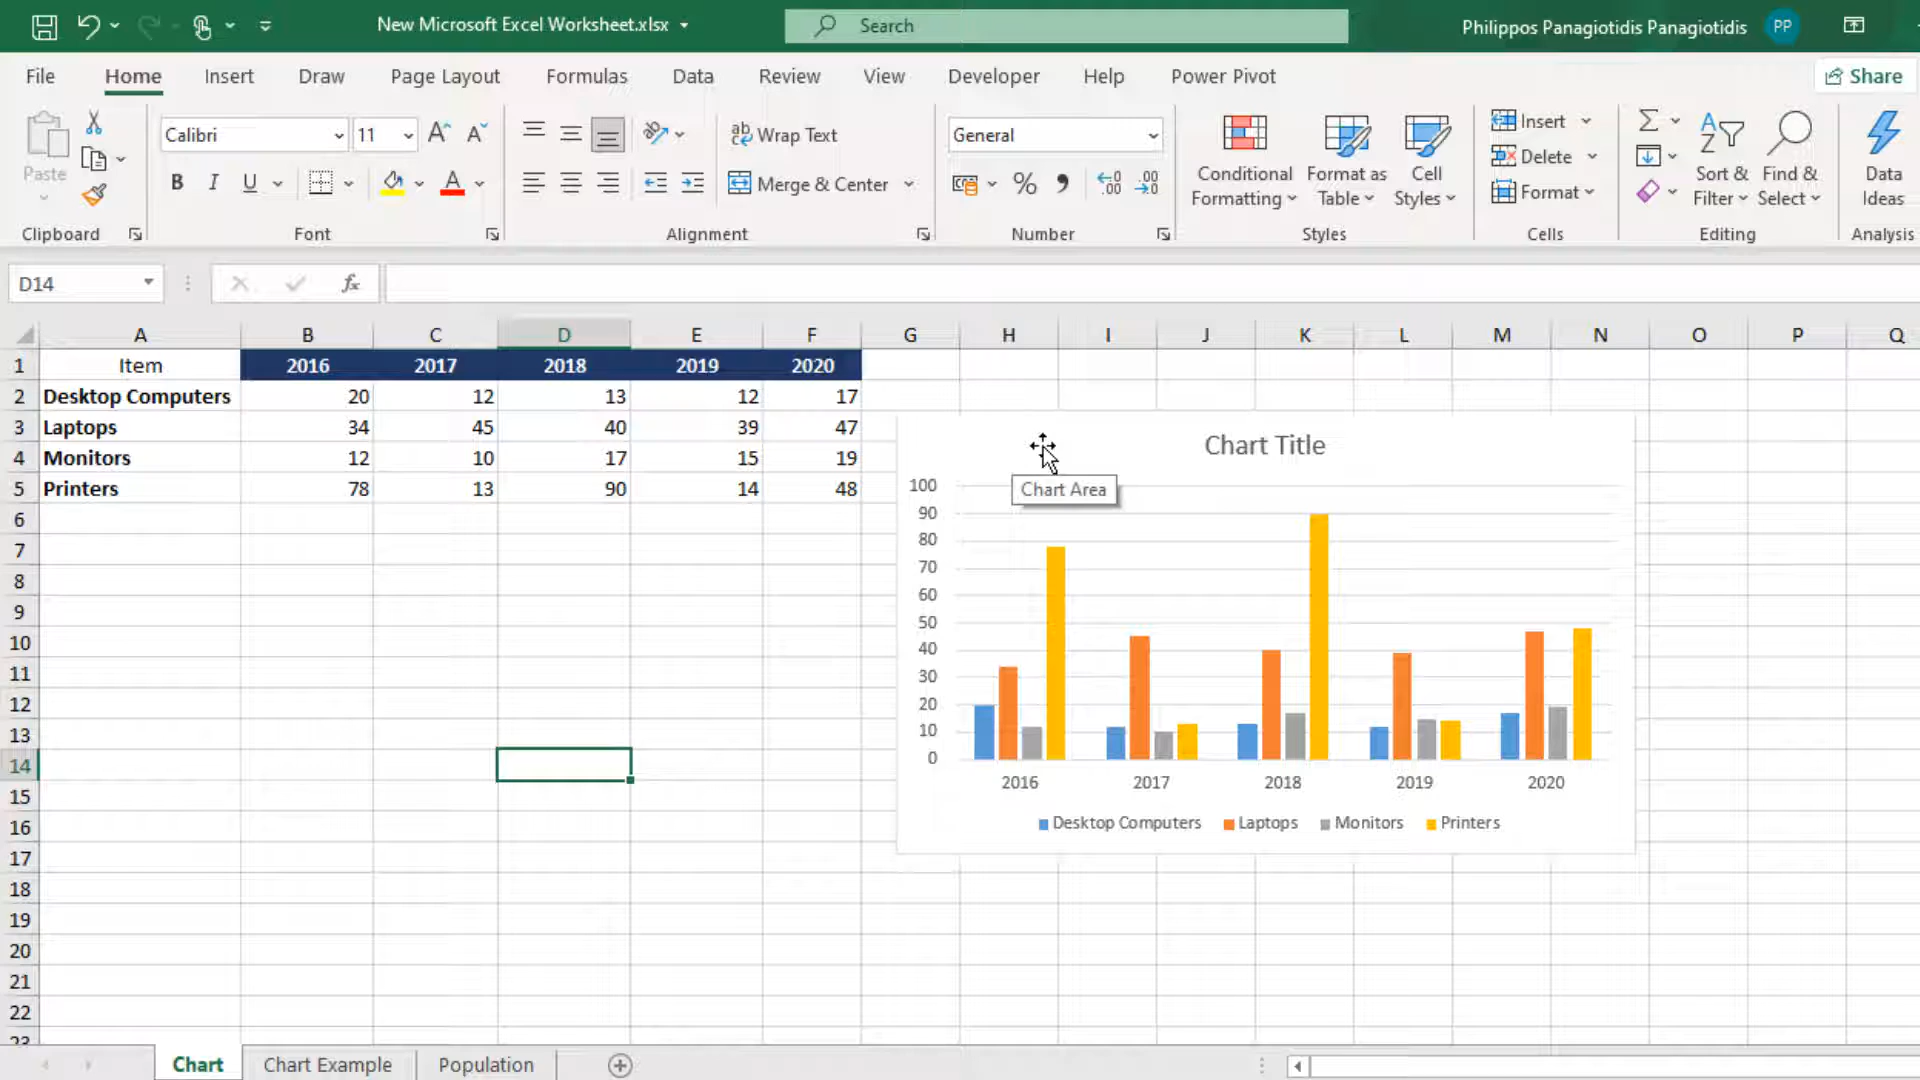 New Microsoft Excel Worksheet.xlsx
Search
Philippos Panagiotidis Panagiotidis
PP
File Home Insert Draw Page Layout Formulas Data Review View Developer Help Power Pivot
Share
Paste
Clipboard
Calibri 11
B I U
Font
ab Wrap Text
Merge & Center
Alignment
General
% 
Number
Conditional Formatting
Format as Table
Cell Styles
Styles
Insert
Delete
Format
Cells
Sort & Filter
Find & Select
Editing
Data Ideas
Analysis
D14
fx
A B C D E F G H I J K L M N O P Q
1 Item 2016 2017 2018 2019 2020
2 Desktop Computers 20 12 13 12 17
3 Laptops 34 45 40 39 47
4 Monitors 12 10 17 15 19
5 Printers 78 13 90 14 48
6
7
8
9
10
11
12
13
14
15
16
17
18
19
20
21
22
23
Chart Title
Chart Area
100
90
80
70
60
50
40
30
20
10
0
2016 2017 2018 2019 2020
Desktop Computers Laptops Monitors Printers
Chart Chart Example Population